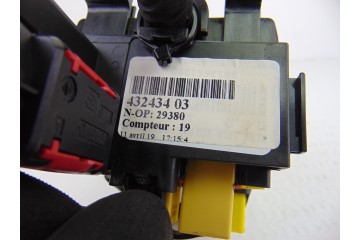 432434 03
N-OP: 29380
Compteur : 19
11 avril 19 17:15:4